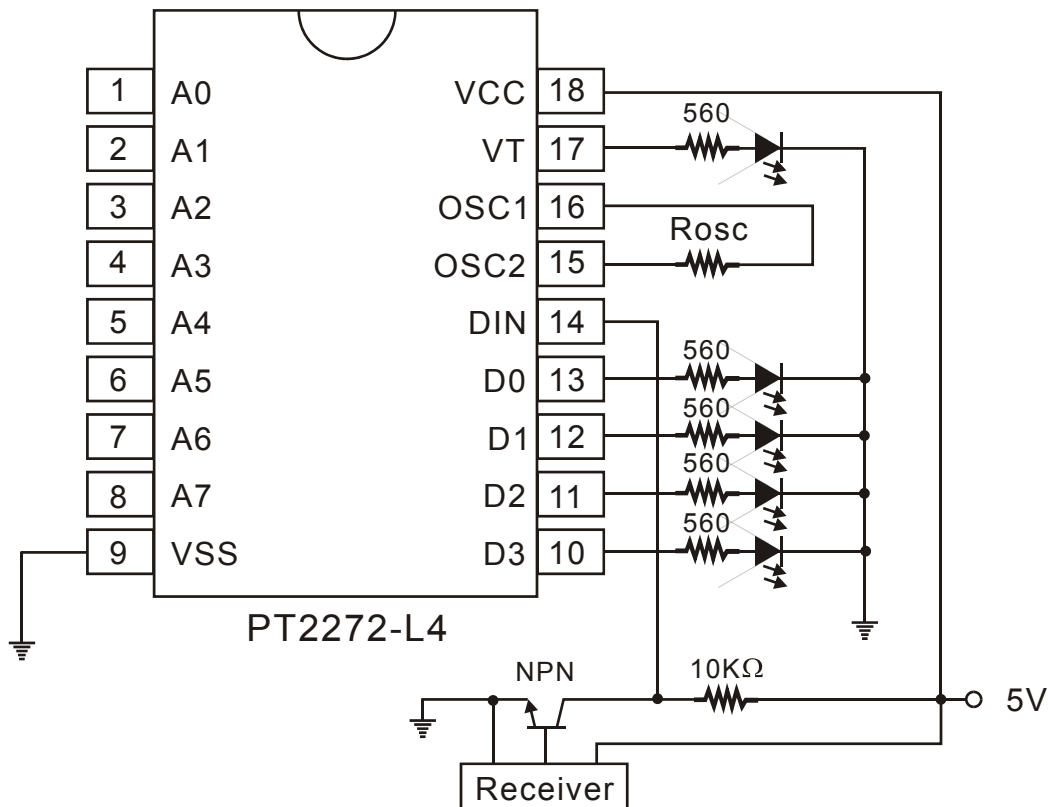 1 A0 VCC 18
560
2 A1 VT 17
3 A2 OSC1 16
Rosc
4 A3 OSC2 15
5 A4 DIN 14
560
6 A5 D0 13
560
7 A6 D1 12
560
8 A7 D2 11
560
9 VSS D3 10
PT2272-L4
NPN
10KΩ
5V
Receiver